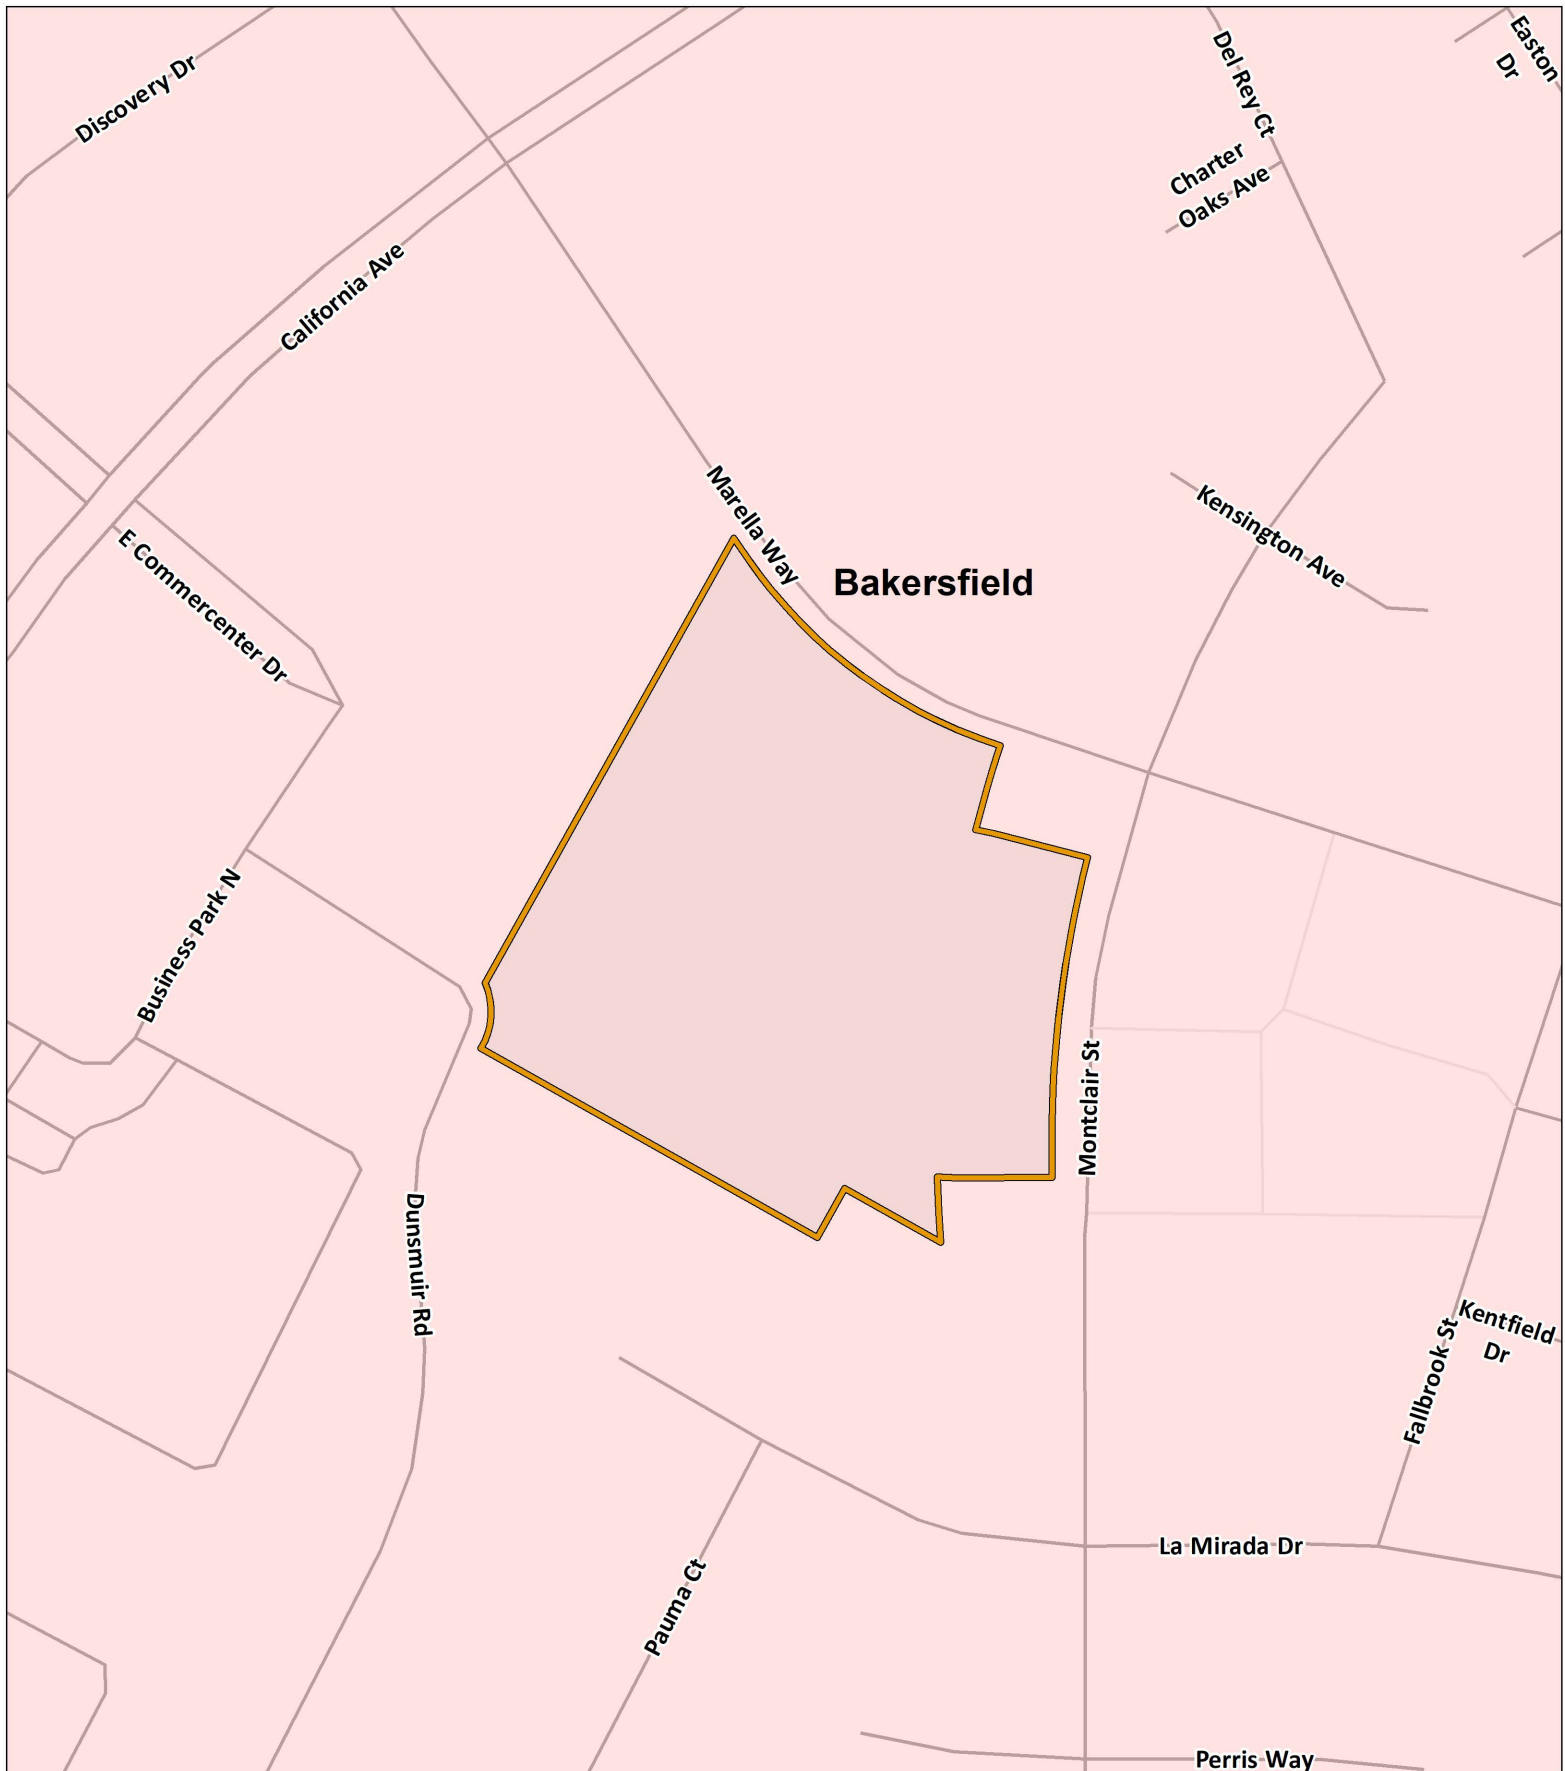 Discovery Dr
Del Rey Ct
Easton
Dr
Charter
Oaks Ave
California Ave
Marella Way
Kensington Ave
E Commercenter Dr
Bakersfield
Business Park N
Montclair St
Dunsmuir Rd
Kentfield
Dr
Fallbrook St
La Mirada Dr
Pauma Ct
Perris Way